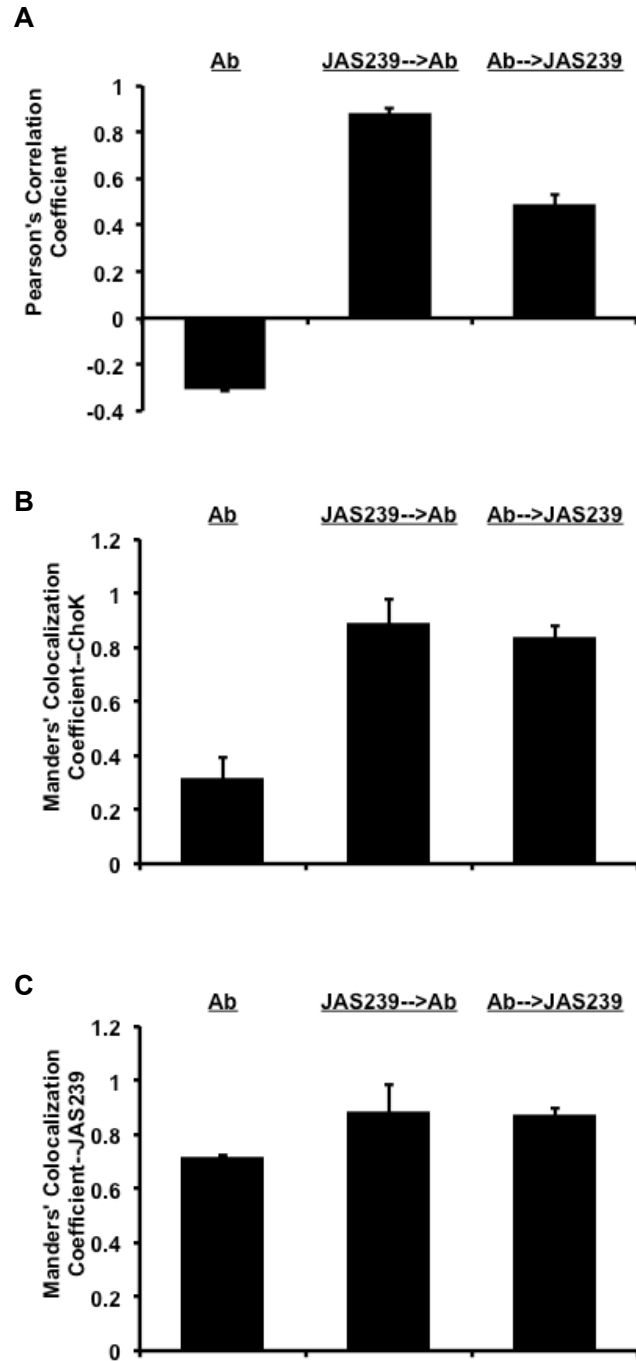 A
Ab JAS239-->Ab Ab-->JAS239
Pearson's Correlation
Coefficient
1
0.8
0.6
0.4
0.2
0
-0.2
-0.4
B
Ab JAS239-->Ab Ab-->JAS239
Manders' Colocalization
Coefficient--ChoK
1.2
1
0.8
0.6
0.4
0.2
0
C
Ab JAS239-->Ab Ab-->JAS239
Manders' Colocalization
Coefficient--JAS239
1.2
1
0.8
0.6
0.4
0.2
0